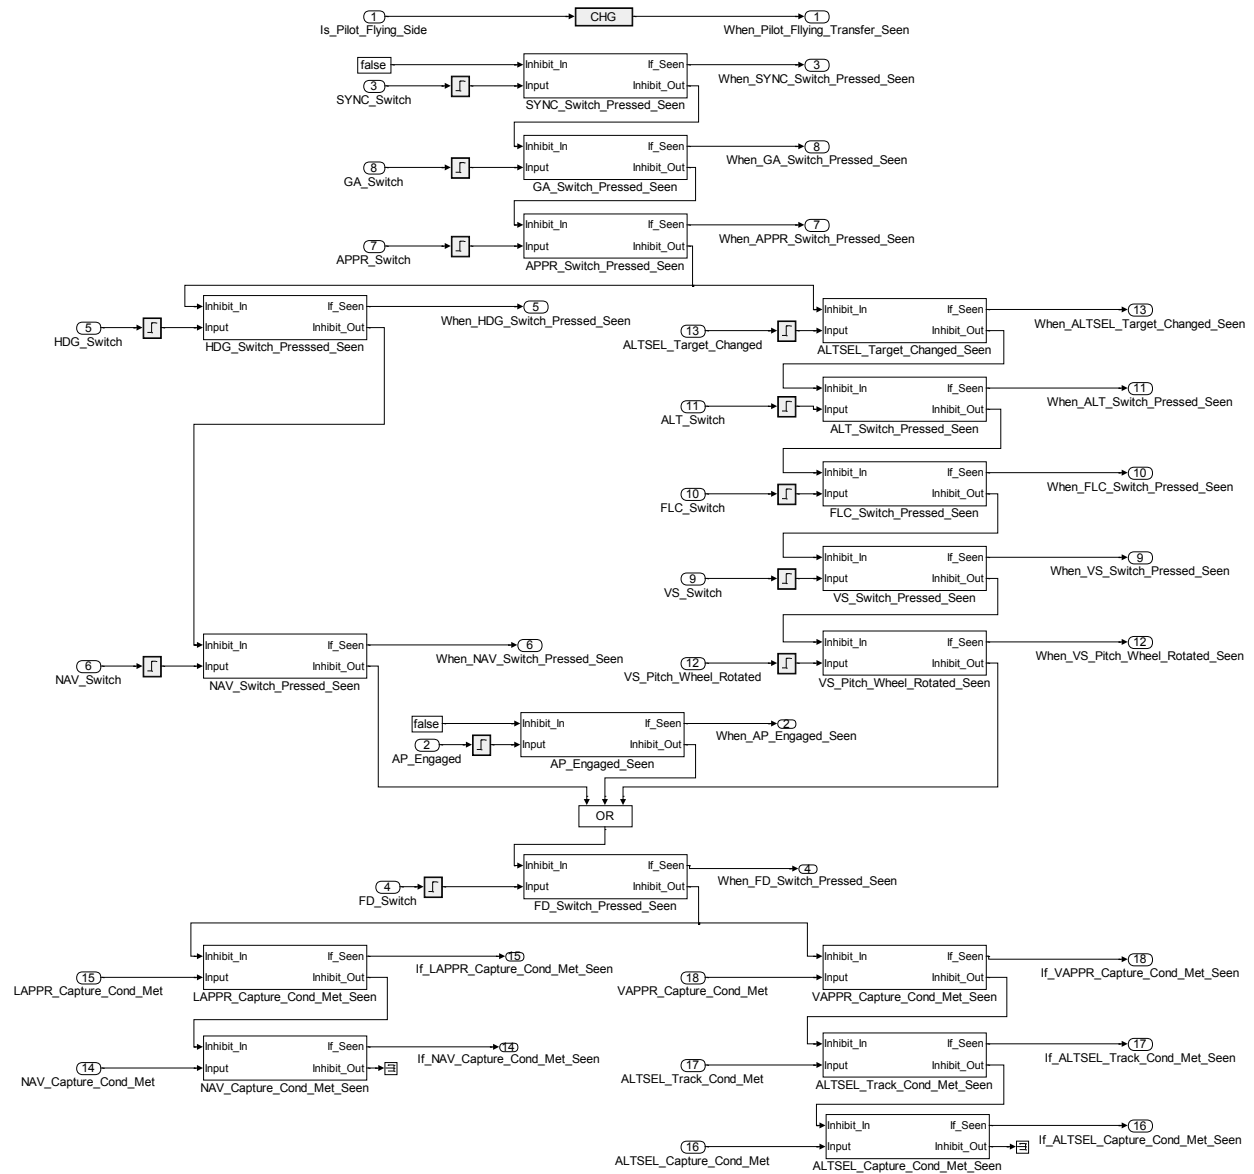 1
CHG
1
Is_Pilot_Flying_Side
When_Pilot_Fllying_Transfer_Seen
false
Inhibit_In
If_Seen
3
When_SYNC_Switch_Pressed_Seen
3
Input
Inhibit_Out
SYNC_Switch
SYNC_Switch_Pressed_Seen
Inhibit_In
If_Seen
8
When_GA_Switch_Pressed_Seen
8
Input
Inhibit_Out
GA_Switch
GA_Switch_Pressed_Seen
Inhibit_In
If_Seen
7
When_APPR_Switch_Pressed_Seen
7
Input
Inhibit_Out
APPR_Switch
APPR_Switch_Pressed_Seen
Inhibit_In
If_Seen
5
When_HDG_Switch_Pressed_Seen
5
Input
Inhibit_Out
HDG_Switch
HDG_Switch_Presssed_Seen
Inhibit_In
If_Seen
13
When_ALTSEL_Target_Changed_Seen
13
Input
Inhibit_Out
ALTSEL_Target_Changed
ALTSEL_Target_Changed_Seen
Inhibit_In
If_Seen
11
When_ALT_Switch_Pressed_Seen
11
Input
Inhibit_Out
ALT_Switch
ALT_Switch_Pressed_Seen
Inhibit_In
If_Seen
10
When_FLC_Switch_Pressed_Seen
10
Input
Inhibit_Out
FLC_Switch
FLC_Switch_Pressed_Seen
Inhibit_In
If_Seen
9
When_VS_Switch_Pressed_Seen
9
Input
Inhibit_Out
VS_Switch
VS_Switch_Pressed_Seen
Inhibit_In
If_Seen
6
When_NAV_Switch_Pressed_Seen
6
Input
Inhibit_Out
NAV_Switch
NAV_Switch_Pressed_Seen
Inhibit_In
If_Seen
12
When_VS_Pitch_Wheel_Rotated_Seen
12
Input
Inhibit_Out
VS_Pitch_Wheel_Rotated
VS_Pitch_Wheel_Rotated_Seen
false
Inhibit_In
If_Seen
2
When_AP_Engaged_Seen
2
Input
Inhibit_Out
AP_Engaged
AP_Engaged_Seen
OR
Inhibit_In
If_Seen
4
When_FD_Switch_Pressed_Seen
4
Input
Inhibit_Out
FD_Switch
FD_Switch_Pressed_Seen
Inhibit_In
If_Seen
15
If_LAPPR_Capture_Cond_Met_Seen
15
Input
Inhibit_Out
LAPPR_Capture_Cond_Met
LAPPR_Capture_Cond_Met_Seen
Inhibit_In
If_Seen
18
If_VAPPR_Capture_Cond_Met_Seen
18
Input
Inhibit_Out
VAPPR_Capture_Cond_Met
VAPPR_Capture_Cond_Met_Seen
Inhibit_In
If_Seen
14
If_NAV_Capture_Cond_Met_Seen
14
Input
Inhibit_Out
NAV_Capture_Cond_Met
NAV_Capture_Cond_Met_Seen
Inhibit_In
If_Seen
17
If_ALTSEL_Track_Cond_Met_Seen
17
Input
Inhibit_Out
ALTSEL_Track_Cond_Met
ALTSEL_Track_Cond_Met_Seen
Inhibit_In
If_Seen
16
If_ALTSEL_Capture_Cond_Met_Seen
16
Input
Inhibit_Out
ALTSEL_Capture_Cond_Met
ALTSEL_Capture_Cond_Met_Seen